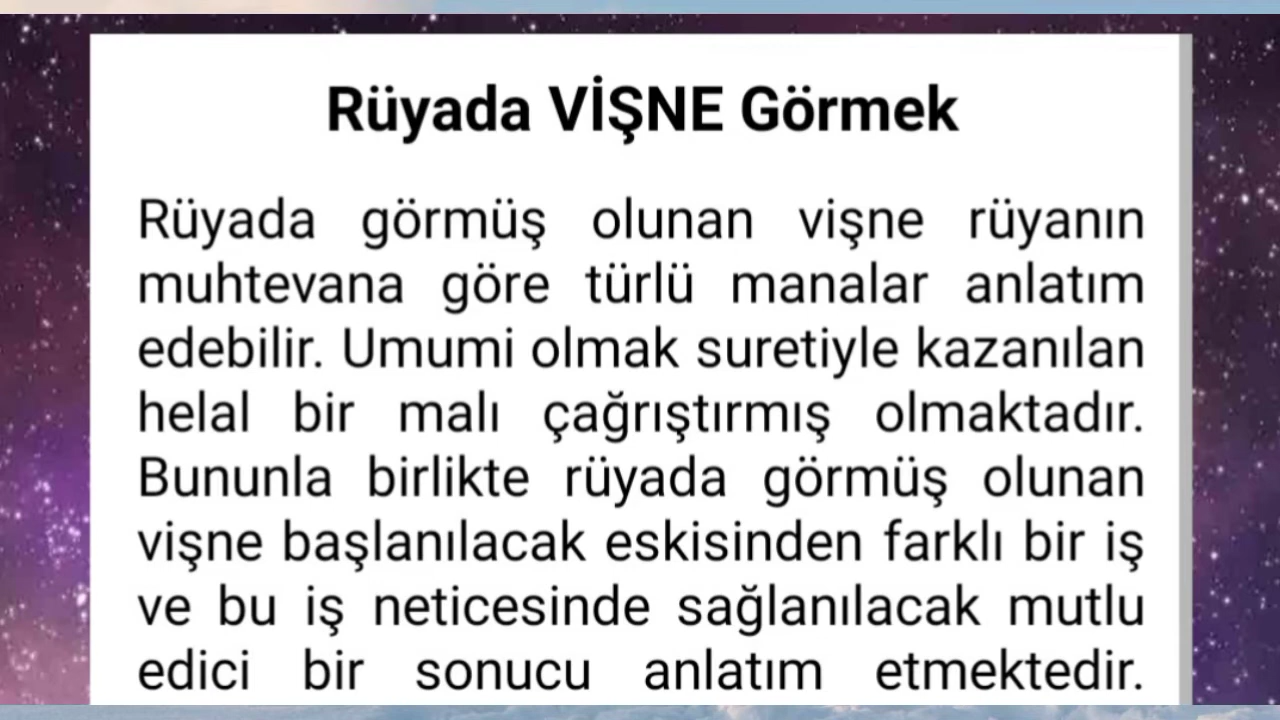 Rüyada VİŞNE Görmek
Rüyada görmüş olunan vişne rüyanın
muhtevana göre türlü manalar anlatım
edebilir. Umumi olmak suretiyle kazanılan
helal bir malı çağrıştırmış olmaktadır.
Bununla birlikte rüyada görmüş olunan
vişne başlanılacak eskisinden farklı bir iş
ve bu iş neticesinde sağlanılacak mutlu
edici bir sonucu anlatım etmektedir.